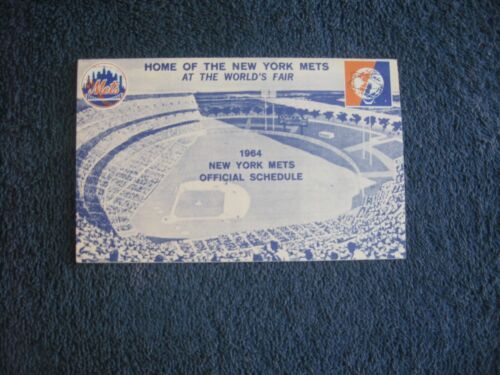 HOME OF THE NEW YORK METS
AT THE WORLD'S FAIR
Mets
1964
NEW YORK METS
OFFICIAL SCHEDULE